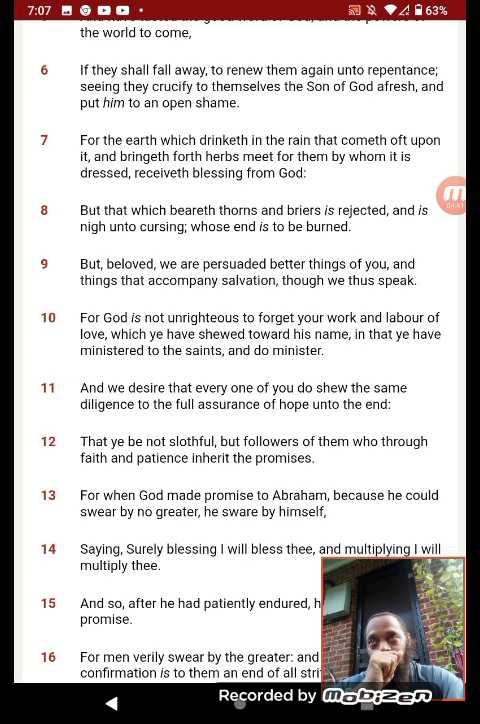 7:07
63%
the world to come,
6 If they shall fall away, to renew them again unto repentance;
seeing they crucify to themselves the Son of God afresh, and
put him to an open shame.
7 For the earth which drinketh in the rain that cometh oft upon
it, and bringeth forth herbs meet for them by whom it is
dressed, receiveth blessing from God:
8 But that which beareth thorns and briers is rejected, and is
nigh unto cursing; whose end is to be burned.
9 But, beloved, we are persuaded better things of you, and
things that accompany salvation, though we thus speak.
10 For God is not unrighteous to forget your work and labour of
love, which ye have shewed toward his name, in that ye have
ministered to the saints, and do minister.
11 And we desire that every one of you do shew the same
diligence to the full assurance of hope unto the end:
12 That ye be not slothful, but followers of them who through
faith and patience inherit the promises.
13 For when God made promise to Abraham, because he could
swear by no greater, he sware by himself,
14 Saying, Surely blessing I will bless thee, and multiplying I will
multiply thee.
15 And so, after he had patiently endured, h
promise.
16 For men verily swear by the greater: and
confirmation is to them an end of all stri
04:41
Recorded by mobizen